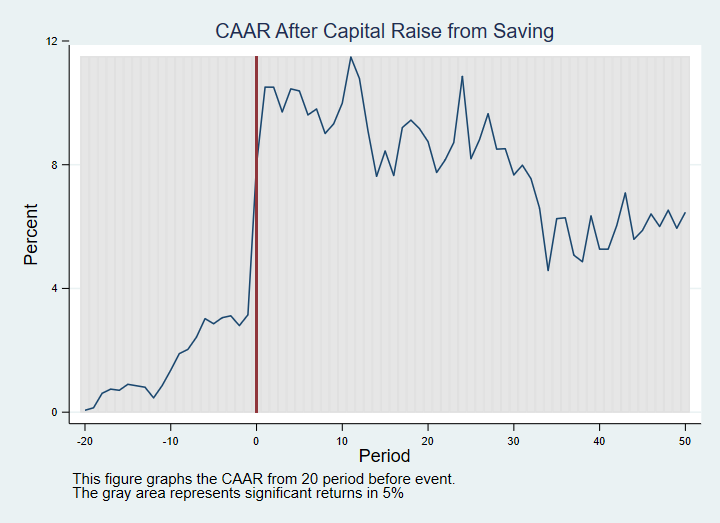 CAAR After Capital Raise from Saving
12
8
4
0
Percent
-20 -10 0 10 20 30 40 50
Period
This figure graphs the CAAR from 20 period before event.
The gray area represents significant returns in 5%